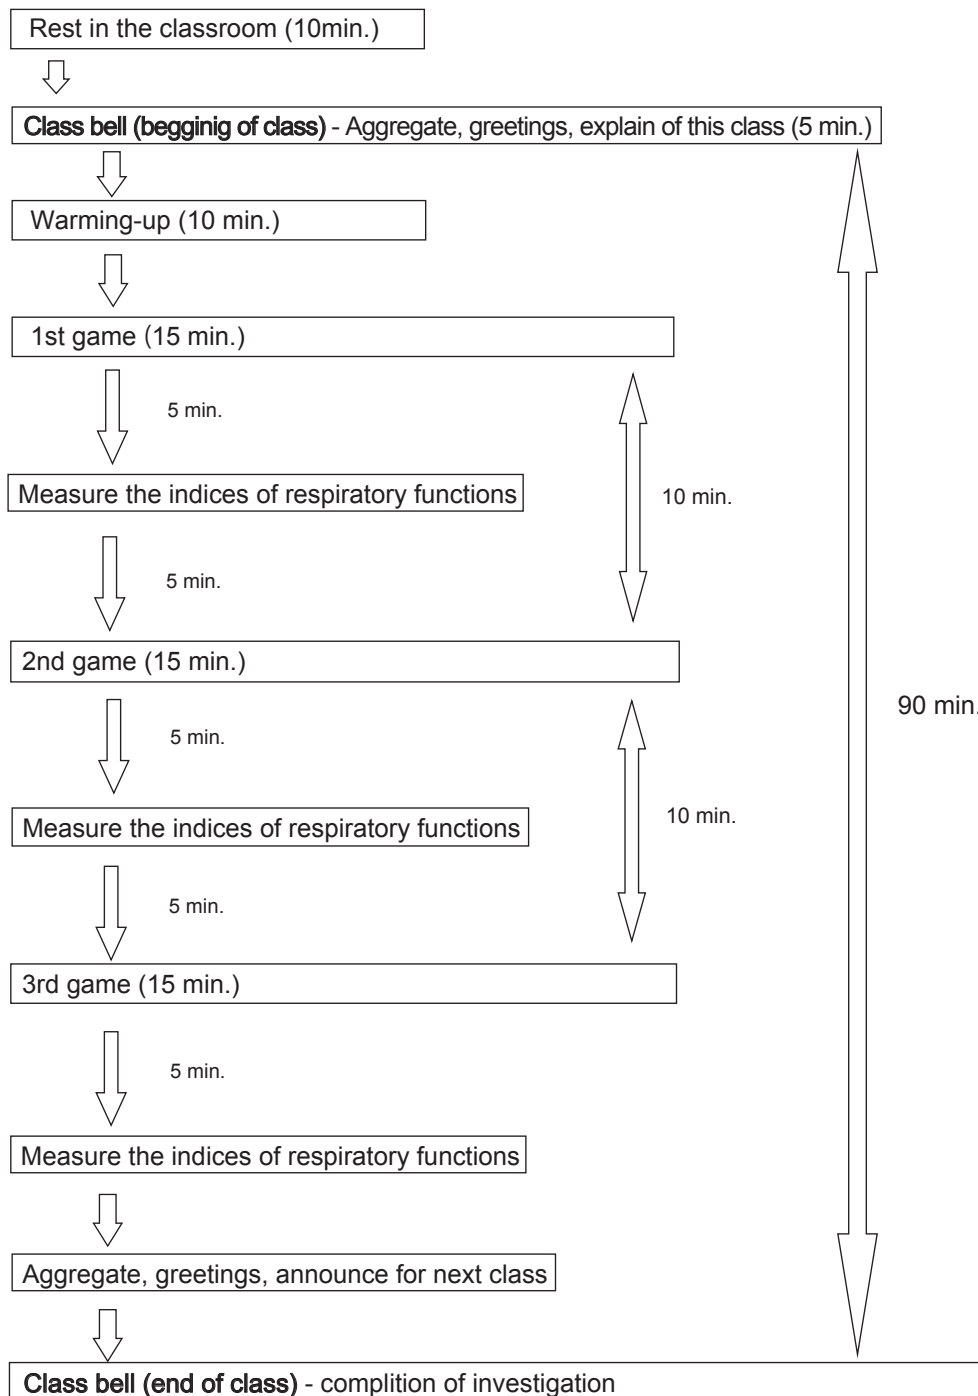 Rest in the classroom (10min.)
Class bell (begginig of class) - Aggregate, greetings, explain of this class (5 min.)
Warming-up (10 min.)
1st game (15 min.)
5 min.
Measure the indices of respiratory functions
10 min.
5 min.
2nd game (15 min.)
90 min.
5 min.
Measure the indices of respiratory functions
10 min.
5 min.
3rd game (15 min.)
5 min.
Measure the indices of respiratory functions
Aggregate, greetings, announce for next class
Class bell (end of class) - complition of investigation